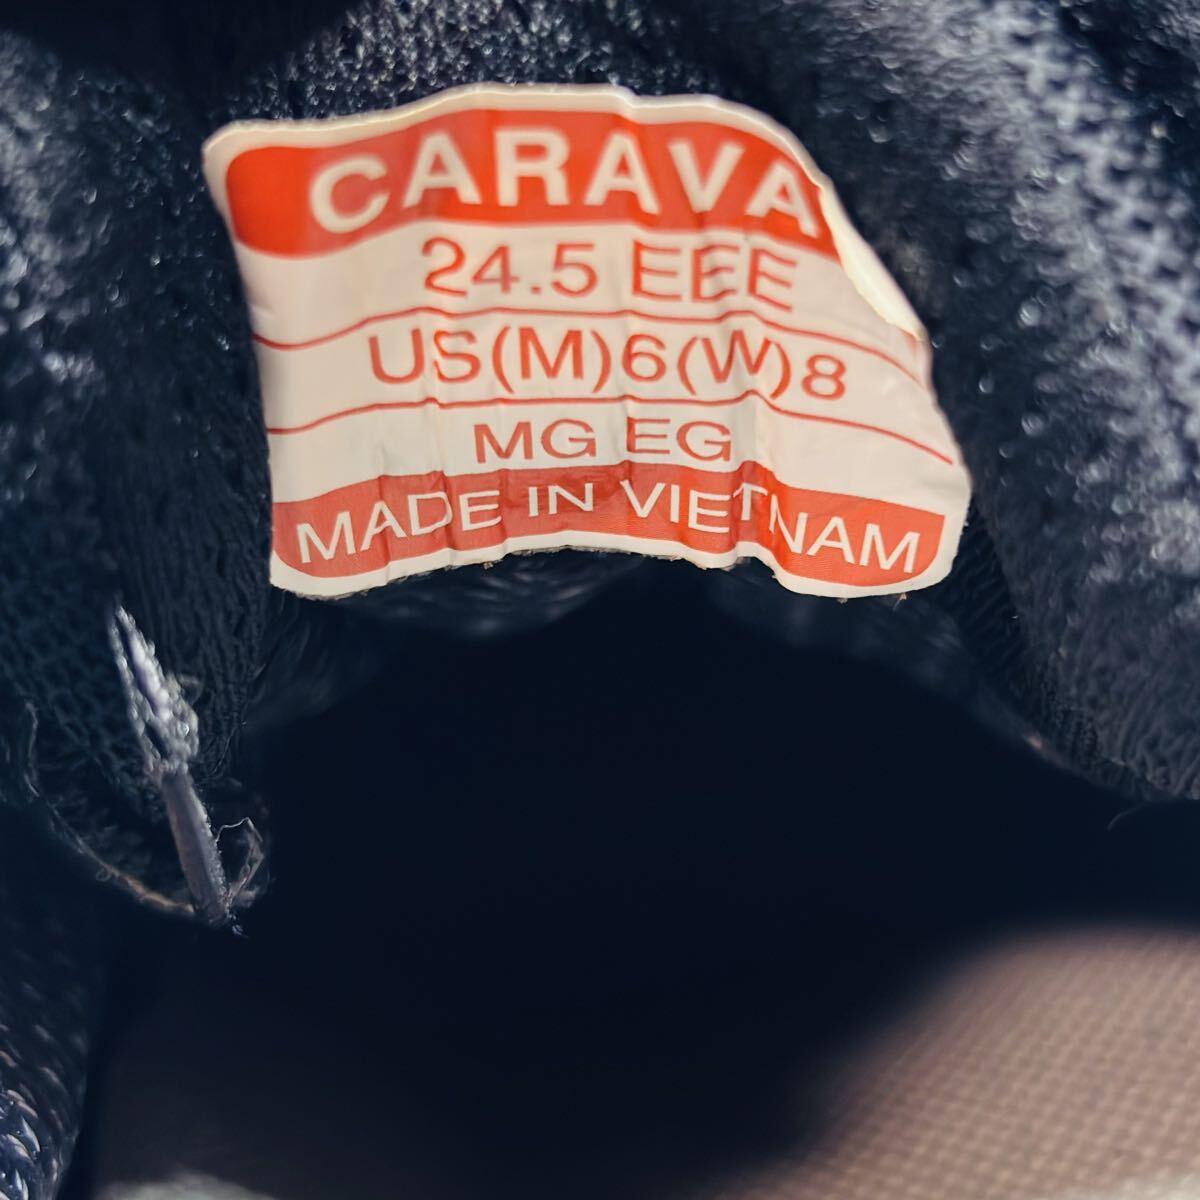 CARAVA
24.5 EEE
US(M)6(W)8
MG EG
MADE IN VIETNAM